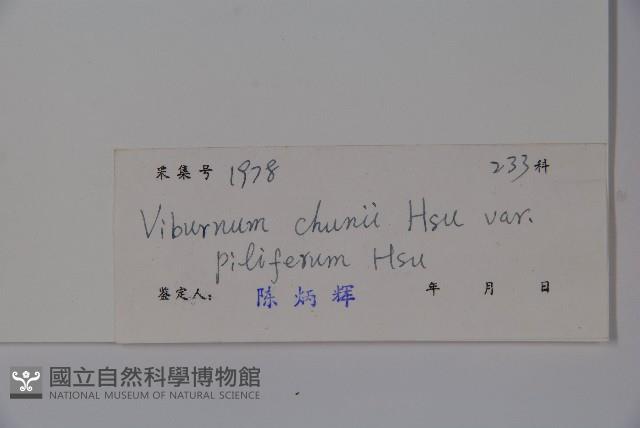 采集号 1978 233科
Viburnum chunii Hsu var.
piliferum Hsu
鉴定人: 陈炳辉 年 月 日
國立自然科學博物館
NATIONAL MUSEUM OF NATURAL SCIENCE